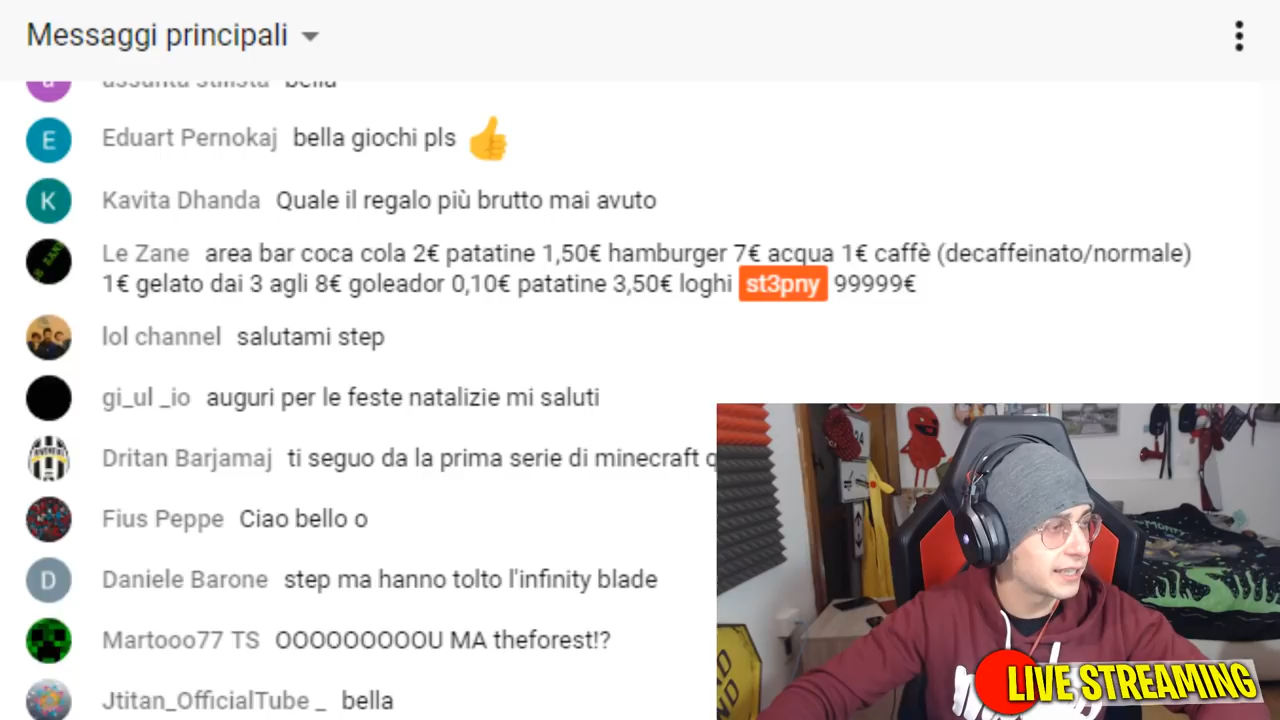 Messaggi principali
bella
Eduart Pernokaj bella giochi pls
Kavita Dhanda Quale il regalo più brutto mai avuto
Le Zane area bar coca cola 2€ patatine 1,50€ hamburger 7€ acqua 1€ caffè (decaffeinato/normale)
1€ gelato dai 3 agli 8€ goleador 0,10€ patatine 3,50€ loghi st3pny 99999€
lol channel salutami step
gi_ul _io auguri per le feste natalizie mi saluti
Dritan Barjamaj ti seguo da la prima serie di minecraft q
Fius Peppe Ciao bello o
Daniele Barone step ma hanno tolto l'infinity blade
Martooo77 TS OOOOOOOOOU MA theforest!?
Jtitan_OfficialTube _ bella
E
K
D
LIVE STREAMING